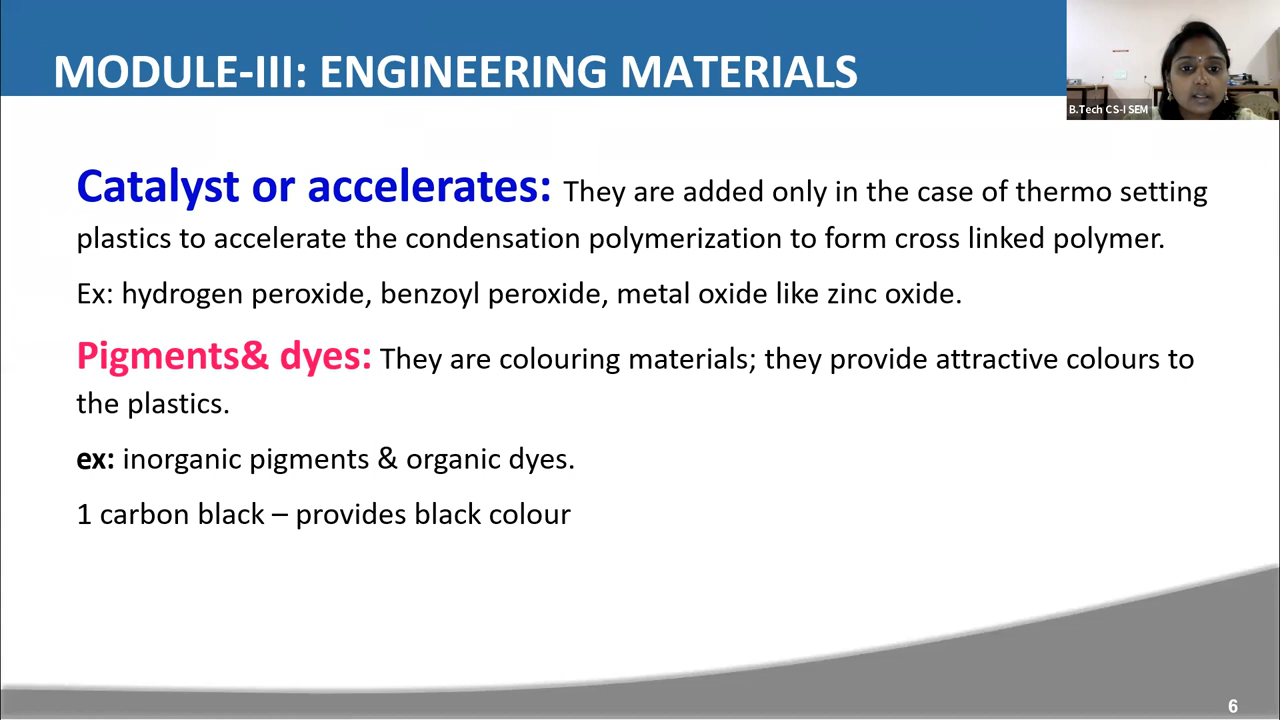 MODULE-III: ENGINEERING MATERIALS
B.Tech CS-I SEM
Catalyst or accelerates: They are added only in the case of thermo setting
plastics to accelerate the condensation polymerization to form cross linked polymer.
Ex: hydrogen peroxide, benzoyl peroxide, metal oxide like zinc oxide.
Pigments& dyes: They are colouring materials; they provide attractive colours to
the plastics.
ex: inorganic pigments & organic dyes.
1 carbon black – provides black colour
6